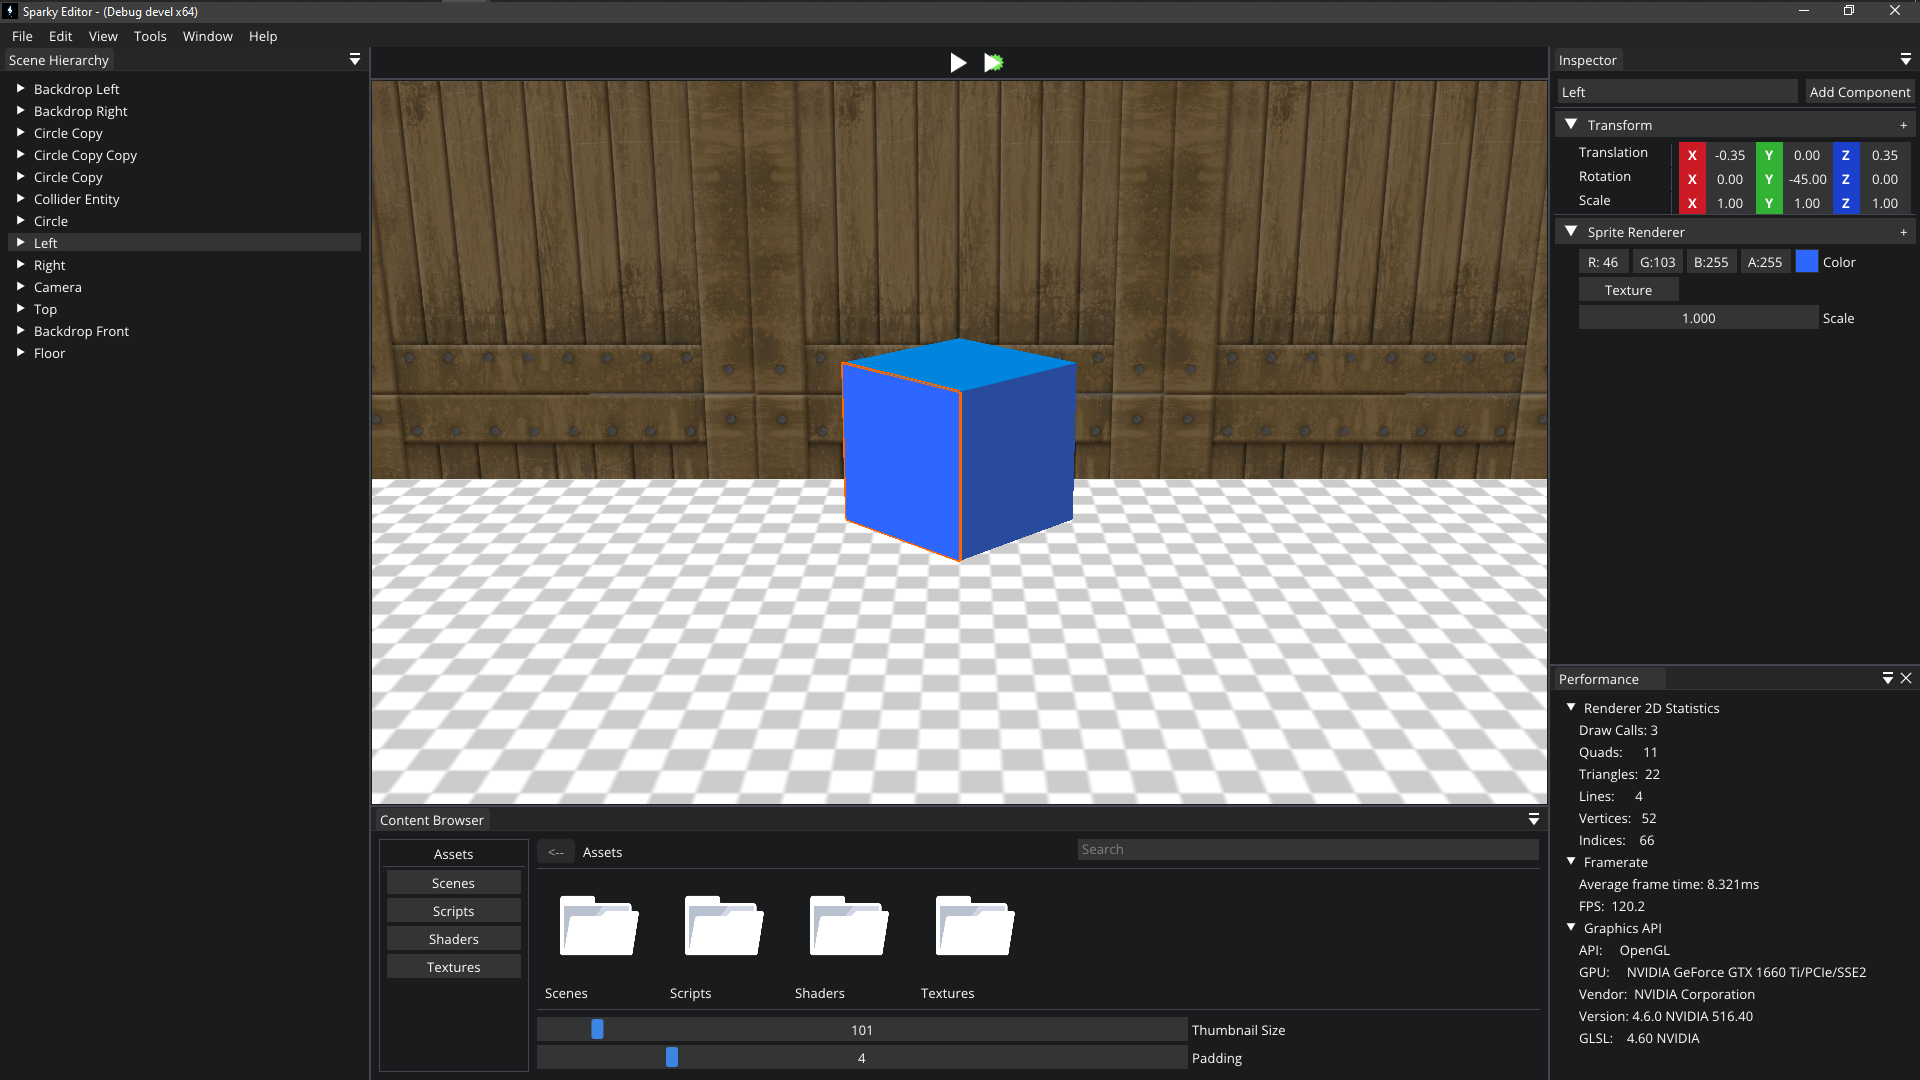 Sparky Editor - (Debug devel x64)
File Edit View Tools Window Help
Scene Hierarchy
Backdrop Left
Backdrop Right
Circle Copy
Circle Copy Copy
Circle Copy
Collider Entity
Circle
Left
Right
Camera
Top
Backdrop Front
Floor
Inspector
Left Add Component
Transform +
Translation X -0.35 Y 0.00 Z 0.35
Rotation X 0.00 Y -45.00 Z 0.00
Scale X 1.00 Y 1.00 Z 1.00
Sprite Renderer +
R: 46 G:103 B:255 A:255 Color
Texture
1.000 Scale
Performance
Renderer 2D Statistics
Draw Calls: 3
Quads: 11
Triangles: 22
Lines: 4
Vertices: 52
Indices: 66
Framerate
Average frame time: 8.321ms
FPS: 120.2
Graphics API
API: OpenGL
GPU: NVIDIA GeForce GTX 1660 Ti/PCIe/SSE2
Vendor: NVIDIA Corporation
Version: 4.6.0 NVIDIA 516.40
GLSL: 4.60 NVIDIA
Content Browser
Assets
Scenes
Scripts
Shaders
Textures
<-- Assets Search
Scenes Scripts Shaders Textures
101 Thumbnail Size
4 Padding